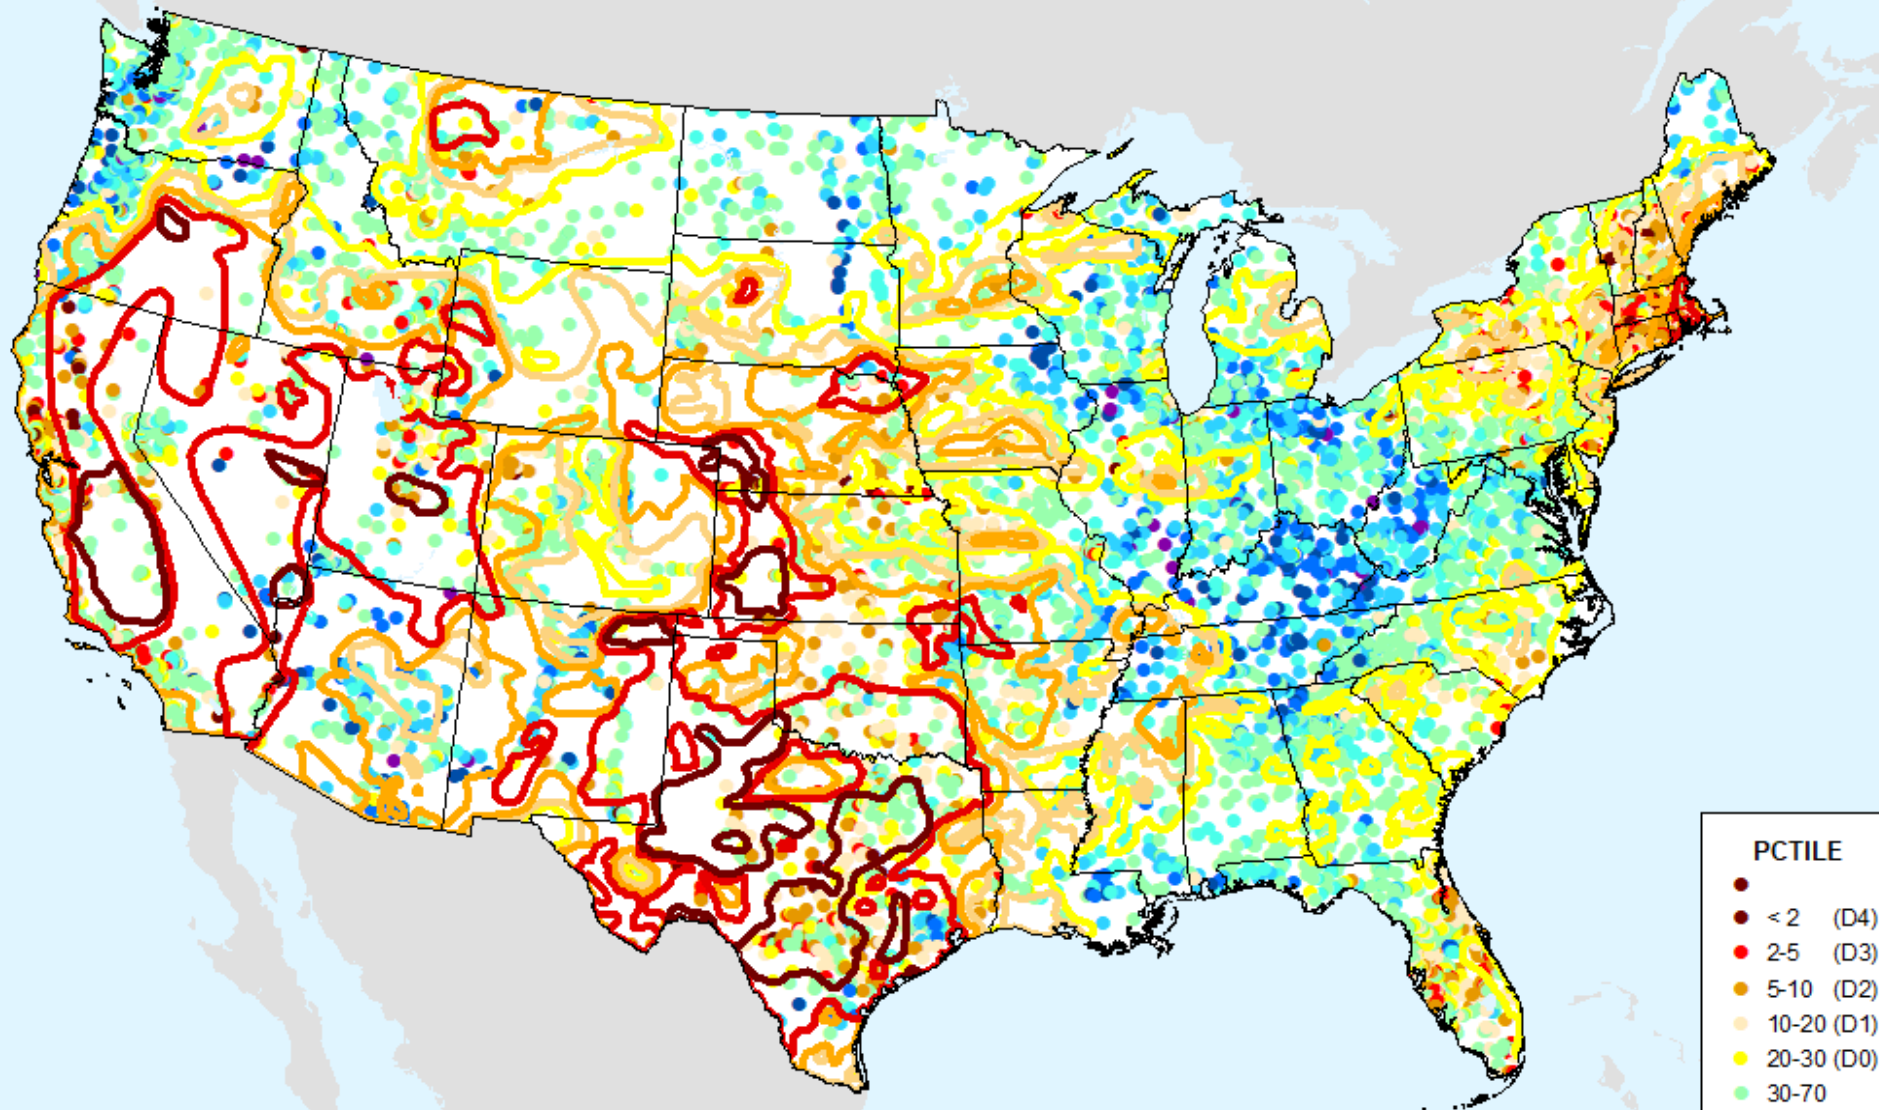 PCTILE
< 2 (D4)
2-5 (D3)
5-10 (D2)
10-20 (D1)
20-30 (D0)
30-70